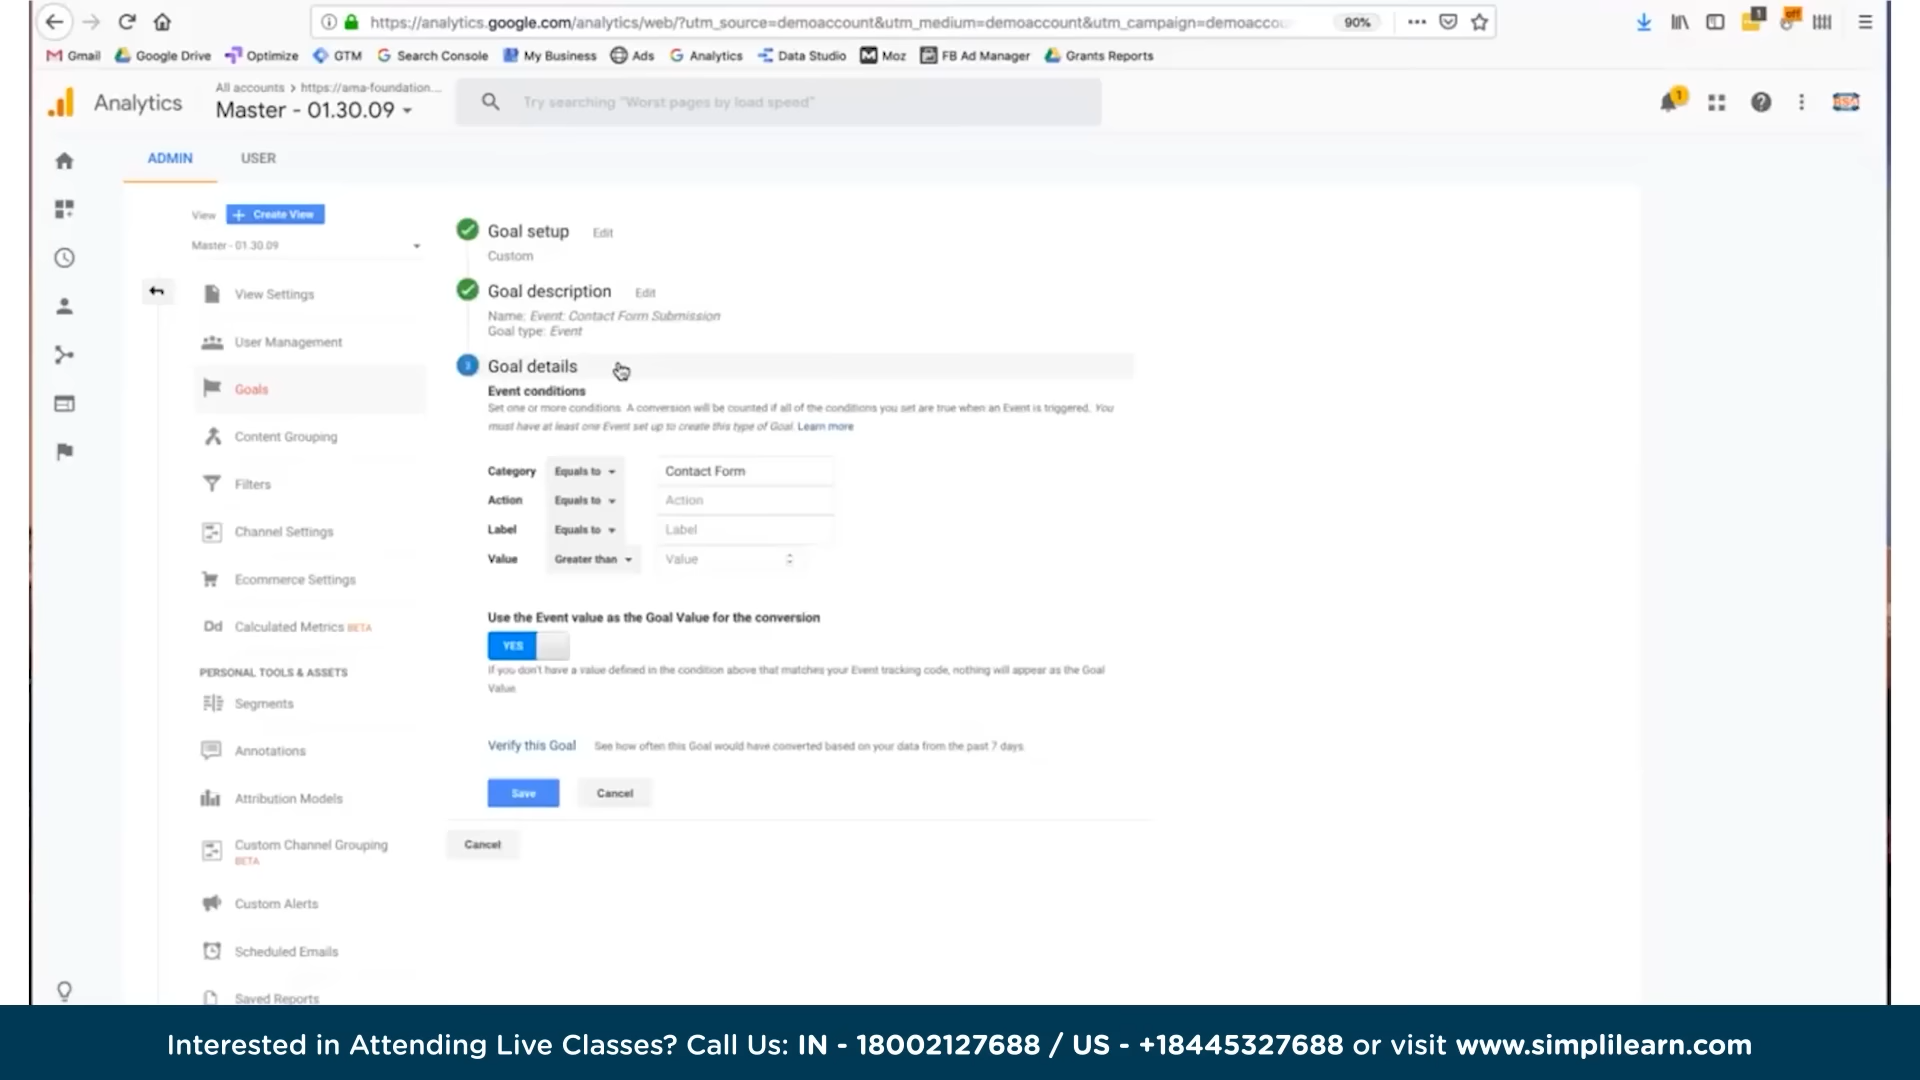 https://analytics.google.com/analytics/web/?utm_source=demoaccount&utm_medium=demoaccount&utm_campaign=demoaccou
90%
1
off
Gmail Google Drive Optimize GTM Search Console My Business Ads Analytics Data Studio Moz FB Ad Manager Grants Reports
Analytics
All accounts > https://ama-foundation....
Master - 01.30.09
Try searching "Worst pages by load speed"
1
ADMIN USER
View + Create View
Master - 01.30.09
View Settings
User Management
Goals
Content Grouping
Filters
Channel Settings
Ecommerce Settings
Dd Calculated Metrics BETA
PERSONAL TOOLS & ASSETS
Segments
Annotations
Attribution Models
Custom Channel Grouping
BETA
Custom Alerts
Scheduled Emails
Saved Reports
Goal setup Edit
Custom
Goal description Edit
Name: Event: Contact Form Submission
Goal type: Event
3 Goal details
Event conditions
Set one or more conditions. A conversion will be counted if all of the conditions you set are true when an Event is triggered. You
must have at least one Event set up to create this type of Goal. Learn more
Category Equals to Contact Form
Action Equals to Action
Label Equals to Label
Value Greater than Value
Use the Event value as the Goal Value for the conversion
YES
If you don't have a value defined in the condition above that matches your Event tracking code, nothing will appear as the Goal
Value.
Verify this Goal See how often this Goal would have converted based on your data from the past 7 days.
Save Cancel
Cancel
Interested in Attending Live Classes? Call Us: IN - 18002127688 / US - +18445327688 or visit www.simplilearn.com